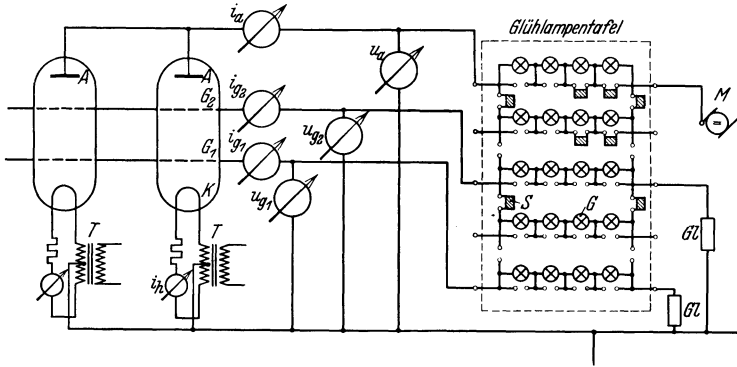 i_a
Glühlampentafel
u_a
A
A
i_g2
G_2
M
=
u_g2
i_g1
G_1
K
u_g1
S
G
T
T
Gl
i_h
Gl